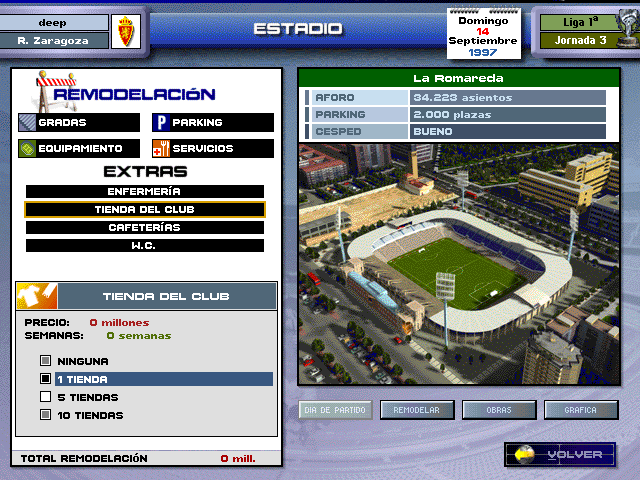 deep
R. Zaragoza
ESTADIO
Domingo
14
Septiembre
1997
Liga 1ª
Jornada 3
REMODELACIÓN
GRADAS
P PARKING
EQUIPAMIENTO
SERVICIOS
EXTRAS
ENFERMERÍA
TIENDA DEL CLUB
CAFETERÍAS
W.C.
TIENDA DEL CLUB
PRECIO: 0 millones
SEMANAS: 0 semanas
NINGUNA
1 TIENDA
5 TIENDAS
10 TIENDAS
TOTAL REMODELACIÓN 0 mill.
La Romareda
AFORO 34.223 asientos
PARKING 2.000 plazas
CESPED BUENO
DIA DE PARTIDO
REMODELAR
OBRAS
GRAFICA
VOLVER